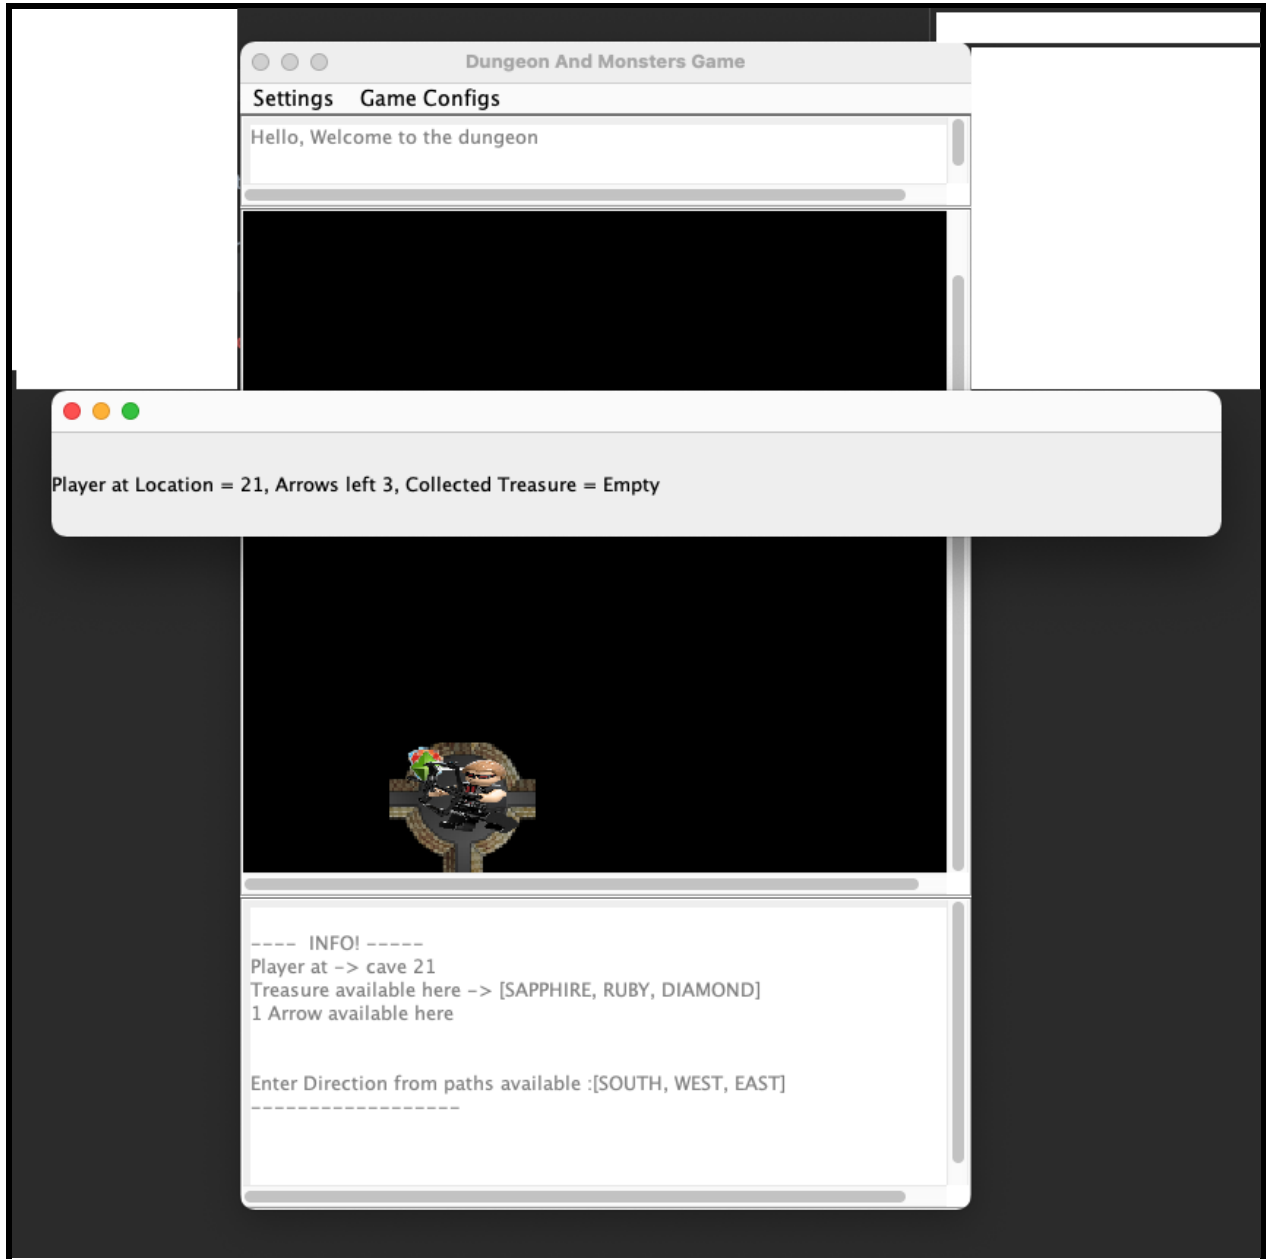 Dungeon And Monsters Game
Settings Game Configs
Hello, Welcome to the dungeon
Player at Location = 21, Arrows left 3, Collected Treasure = Empty
---- INFO! -----
Player at -> cave 21
Treasure available here -> [SAPPHIRE, RUBY, DIAMOND]
1 Arrow available here
Enter Direction from paths available :[SOUTH, WEST, EAST]
------------------